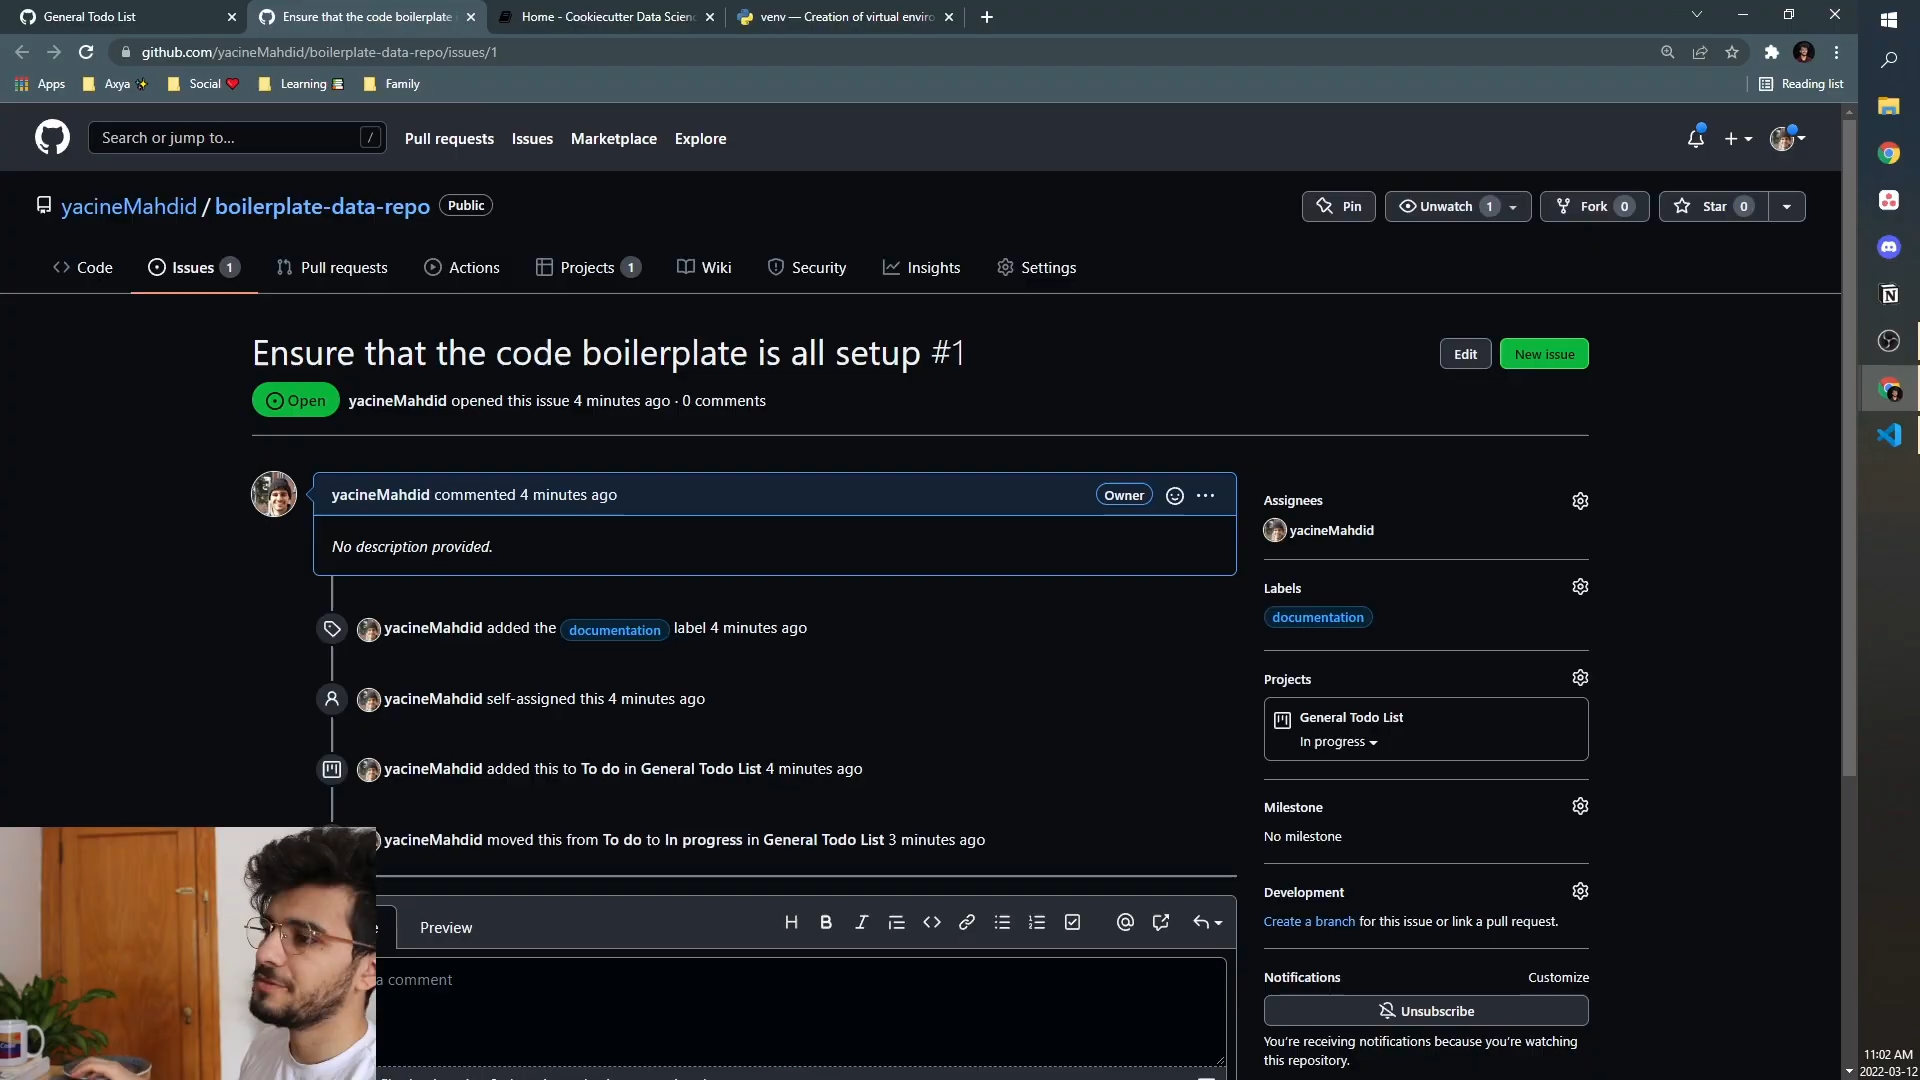 General Todo List
Ensure that the code boilerplate
Home - Cookiecutter Data Scien
venv — Creation of virtual enviro
github.com/yacineMahdid/boilerplate-data-repo/issues/1
Apps
Axya
Social
Learning
Family
Reading list
Search or jump to...
/
Pull requests
Issues
Marketplace
Explore
yacineMahdid / boilerplate-data-repo
Public
Pin
Unwatch 1
Fork 0
Star 0
Code
Issues 1
Pull requests
Actions
Projects 1
Wiki
Security
Insights
Settings
Ensure that the code boilerplate is all setup #1
Edit
New issue
Open
yacineMahdid opened this issue 4 minutes ago · 0 comments
yacineMahdid commented 4 minutes ago
Owner
No description provided.
yacineMahdid added the documentation label 4 minutes ago
yacineMahdid self-assigned this 4 minutes ago
yacineMahdid added this to To do in General Todo List 4 minutes ago
yacineMahdid moved this from To do to In progress in General Todo List 3 minutes ago
Preview
a comment
Assignees
yacineMahdid
Labels
documentation
Projects
General Todo List
In progress
Milestone
No milestone
Development
Create a branch for this issue or link a pull request.
Notifications
Customize
Unsubscribe
You're receiving notifications because you're watching
this repository.
11:02 AM
2022-03-12